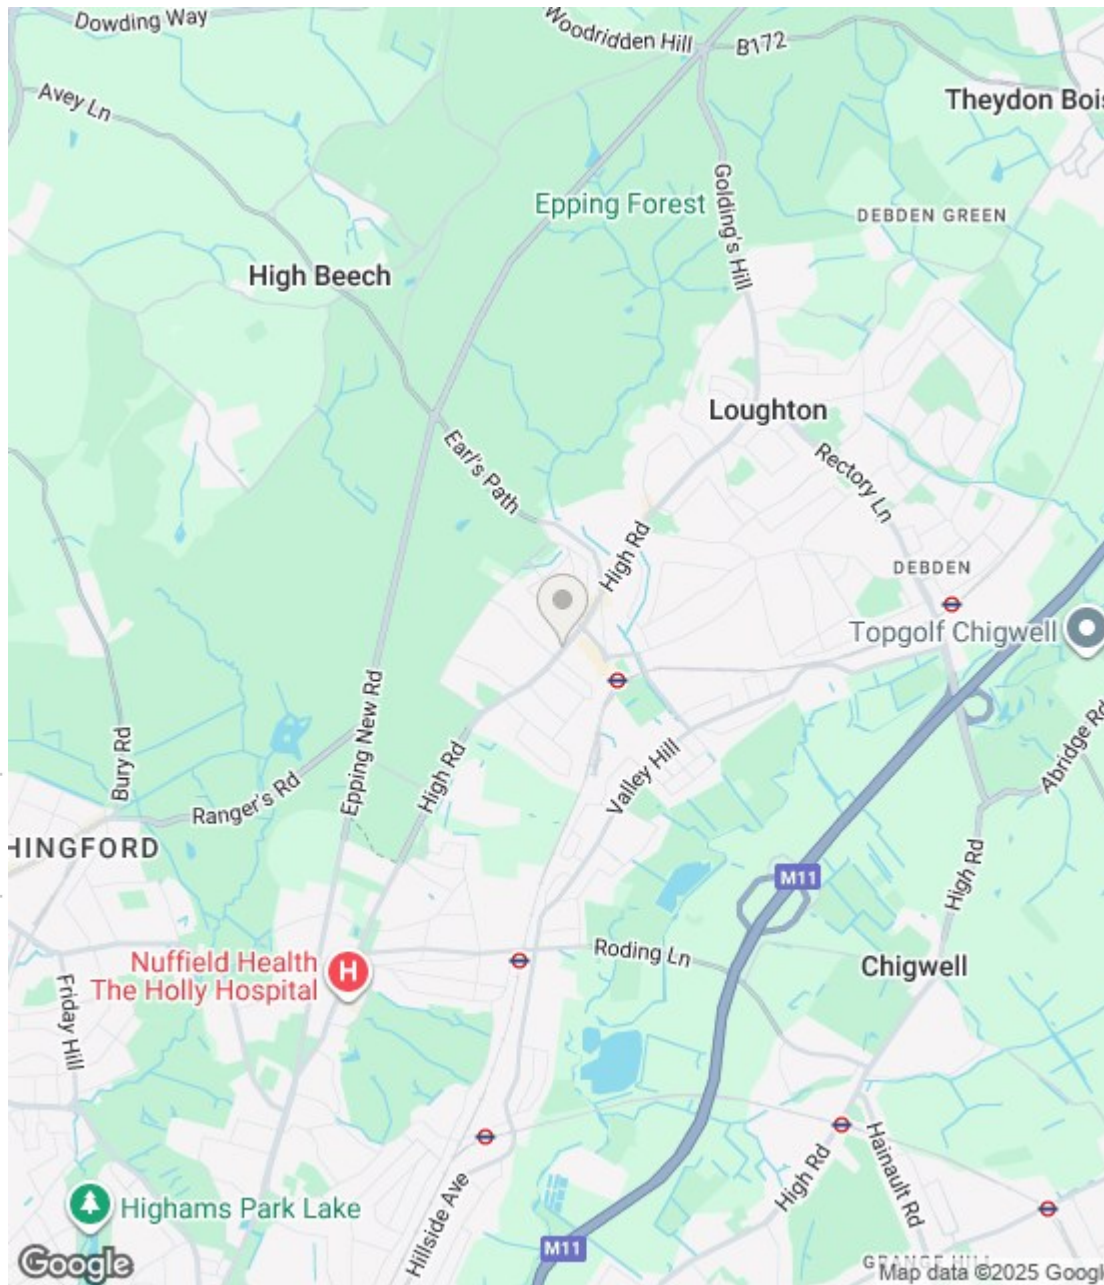 Dowding Way
Woodridden Hill
B172
Avey Ln
Theydon Bois
Golding's Hill
Epping Forest
DEBDEN GREEN
High Beech
Loughton
Earl's Path
Rectory Ln
High Rd
DEBDEN
Topgolf Chigwell
Epping New Rd
Bury Rd
Abridge Rd
High Rd
Valley Hill
Ranger's Rd
HINGFORD
High Rd
M11
Nuffield Health
The Holly Hospital
H
Roding Ln
Chigwell
Friday Hill
Hainault Rd
High Rd
Highams Park Lake
Hillside Ave
M11
GRANGE HILL
Google
Map data ©2025 Googl